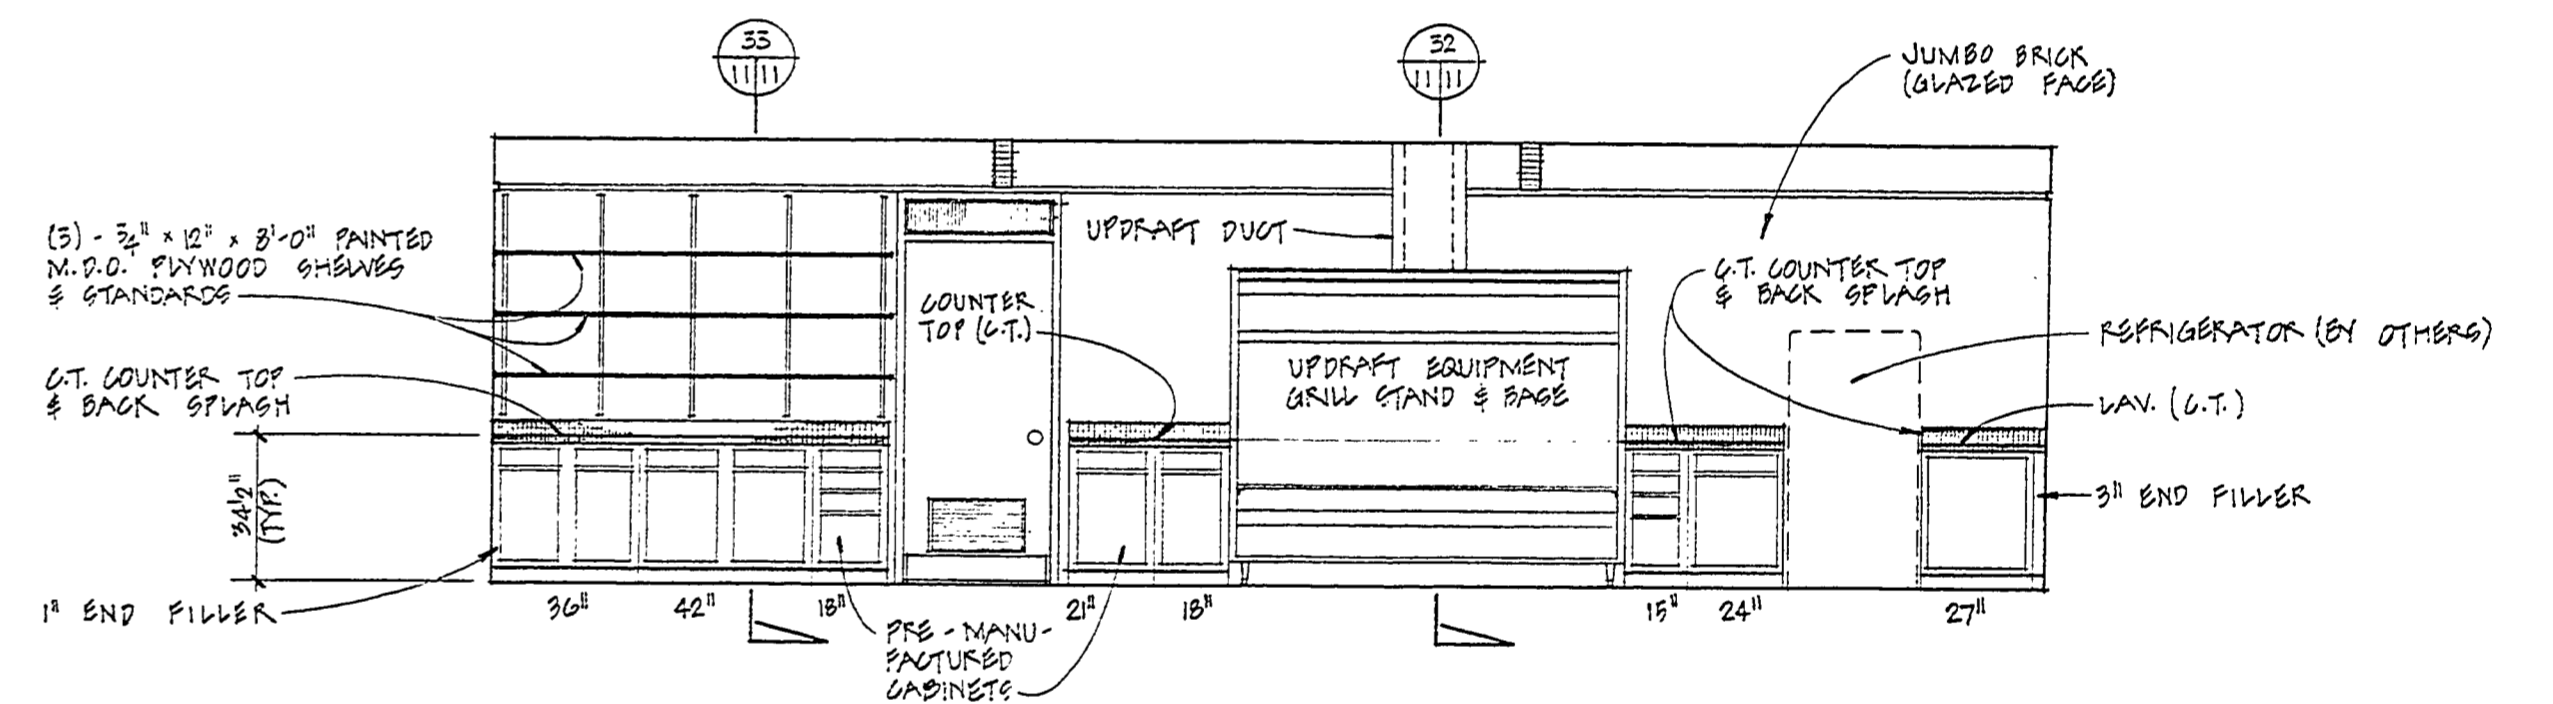 33
11 11
32
11 11
JUMBO BRICK
(GLAZED FACE)
(3) - 3/4" x 12" x 8'-0" PAINTED
M.D.O. PLYWOOD SHELVES
& STANDARDS
UPDRAFT DUCT
C.T. COUNTER TOP
& BACK SPLASH
COUNTER
TOP (C.T.)
REFRIGERATOR (BY OTHERS)
UPDRAFT EQUIPMENT
GRILL STAND & BASE
C.T. COUNTER TOP
& BACK SPLASH
LAV. (C.T.)
34 1/2"
(TYP.)
3" END FILLER
1" END FILLER
36"
42"
18"
21"
18"
15"
24"
27"
PRE-MANU-
FACTURED
CABINETS